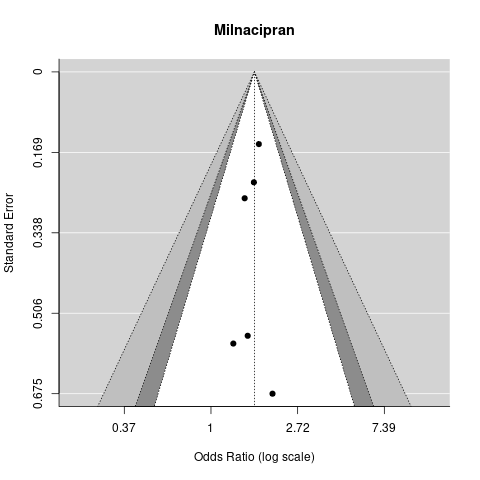 Milnacipran
0
0.169
0.338
0.506
0.675
Standard Error
0.37 1 2.72 7.39
Odds Ratio (log scale)